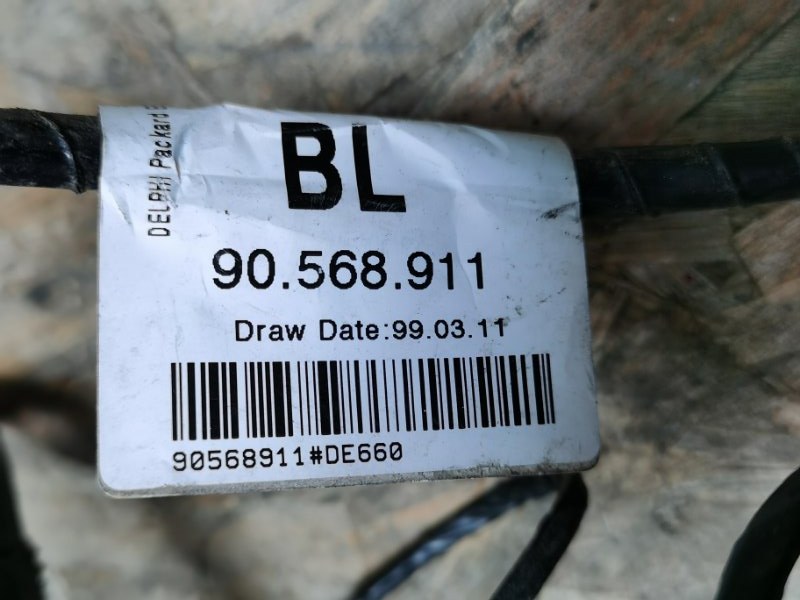 DELPHI Packard
BL
90.568.911
Draw Date:99.03.11
90568911#DE660